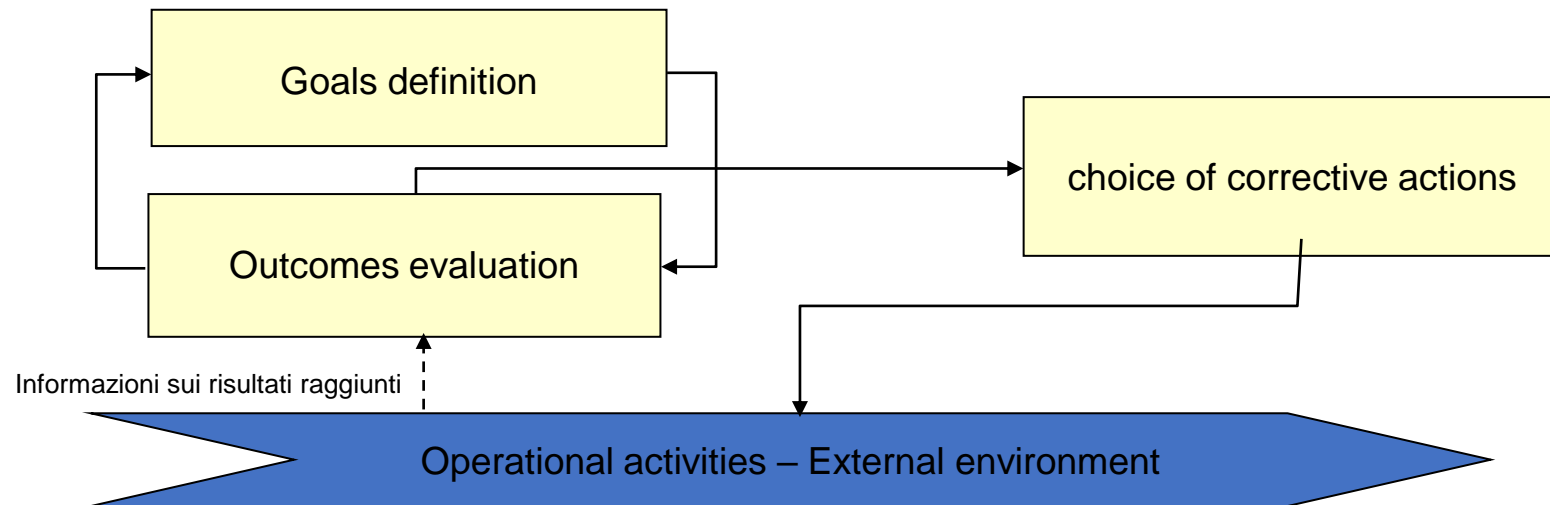 Goals definition
choice of corrective actions
Outcomes evaluation
Informazioni sui risultati raggiunti
Operational activities – External environment